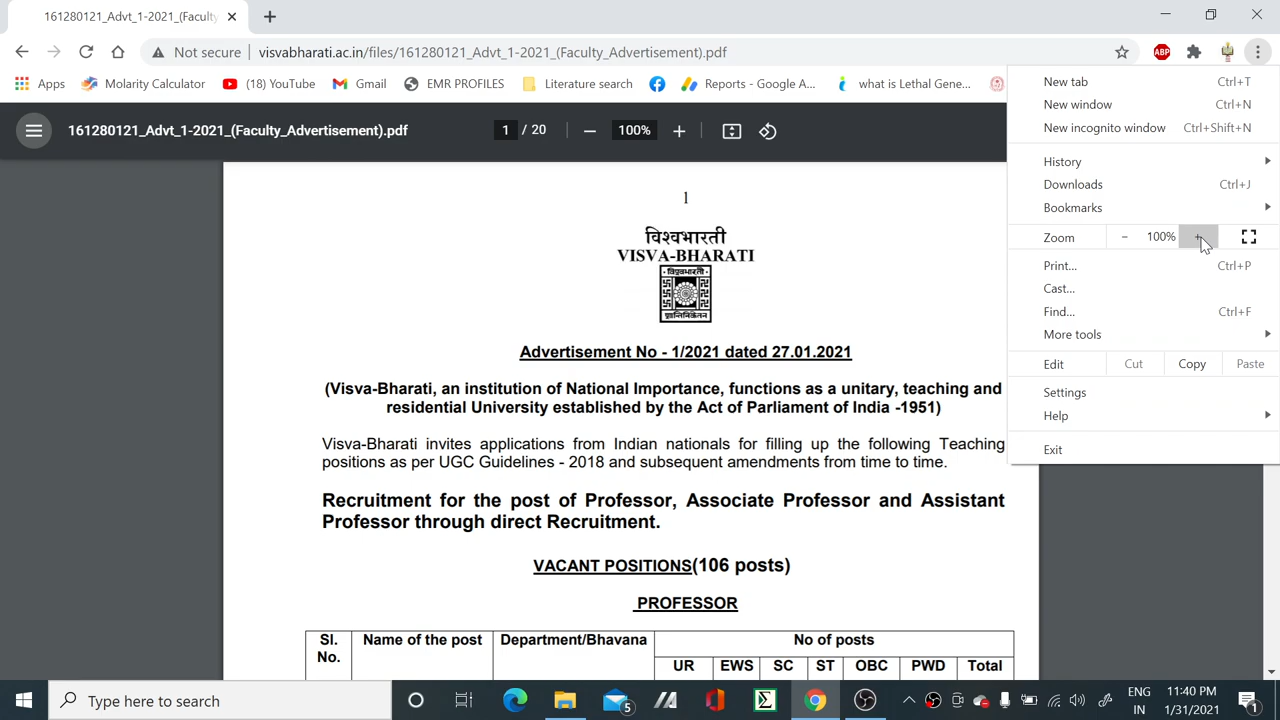 161280121_Advt_1-2021_(Faculty
Not secure visvabharati.ac.in/files/161280121_Advt_1-2021_(Faculty_Advertisement).pdf
ABP
Apps Molarity Calculator (18) YouTube Gmail EMR PROFILES Literature search Reports - Google A... what is Lethal Gene...
161280121_Advt_1-2021_(Faculty_Advertisement).pdf 1 / 20 100%
New tab Ctrl+T
New window Ctrl+N
New incognito window Ctrl+Shift+N
History
Downloads Ctrl+J
Bookmarks
Zoom - 100% +
Print... Ctrl+P
Cast...
Find... Ctrl+F
More tools
Edit Cut Copy Paste
Settings
Help
Exit
1
विश्वभारती
VISVA-BHARATI
Advertisement No - 1/2021 dated 27.01.2021
(Visva-Bharati, an institution of National Importance, functions as a unitary, teaching and
residential University established by the Act of Parliament of India -1951)
Visva-Bharati invites applications from Indian nationals for filling up the following Teaching
positions as per UGC Guidelines - 2018 and subsequent amendments from time to time.
Recruitment for the post of Professor, Associate Professor and Assistant
Professor through direct Recruitment.
VACANT POSITIONS(106 posts)
PROFESSOR
Sl. No. Name of the post Department/Bhavana No of posts
UR EWS SC ST OBC PWD Total
Type here to search 5 ENG 11:40 PM
IN 1/31/2021 1